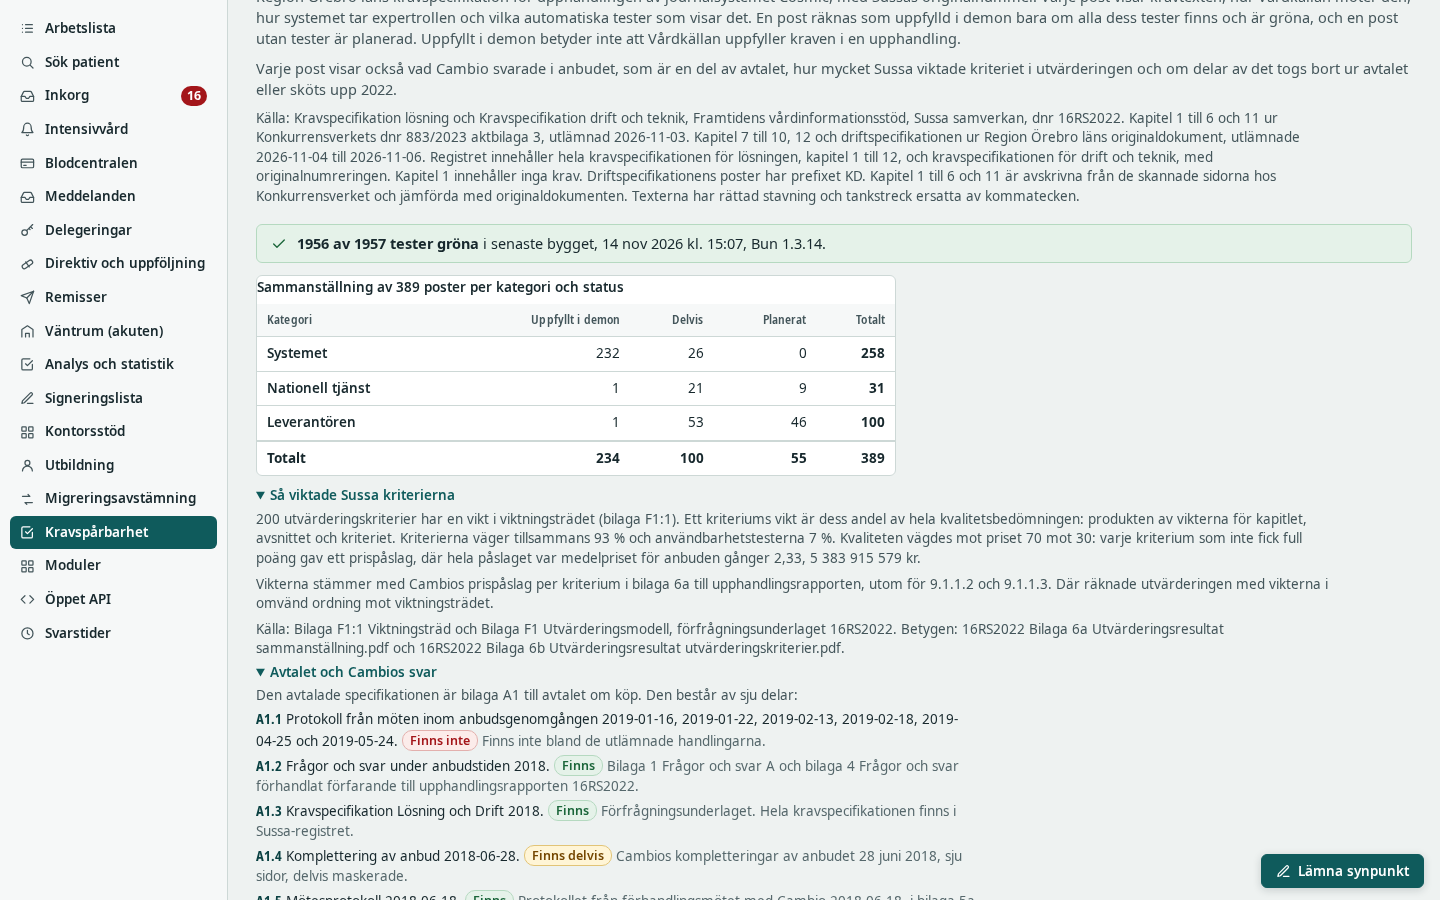 Arbetslista
Sök patient
Inkorg 16
Intensivvård
Blodcentralen
Meddelanden
Delegeringar
Direktiv och uppföljning
Remisser
Väntrum (akuten)
Analys och statistik
Signeringslista
Kontorsstöd
Utbildning
Migreringsavstämning
Kravspårbarhet
Moduler
Öppet API
Svarstider
hur systemet tar expertrollen och vilka automatiska tester som visar det. En post räknas som uppfylld i demon bara om alla dess tester finns och är gröna, och en post
utan tester är planerad. Uppfyllt i demon betyder inte att Vårdkällan uppfyller kraven i en upphandling.
Varje post visar också vad Cambio svarade i anbudet, som är en del av avtalet, hur mycket Sussa viktade kriteriet i utvärderingen och om delar av det togs bort ur avtalet
eller sköts upp 2022.
Källa: Kravspecifikation lösning och Kravspecifikation drift och teknik, Framtidens vårdinformationsstöd, Sussa samverkan, dnr 16RS2022. Kapitel 1 till 6 och 11 ur
Konkurrensverkets dnr 883/2023 aktbilaga 3, utlämnad 2026-11-03. Kapitel 7 till 10, 12 och driftspecifikationen ur Region Örebro läns originaldokument, utlämnade
2026-11-04 till 2026-11-06. Registret innehåller hela kravspecifikationen för lösningen, kapitel 1 till 12, och kravspecifikationen för drift och teknik, med
originalnumreringen. Kapitel 1 innehåller inga krav. Driftspecifikationens poster har prefixet KD. Kapitel 1 till 6 och 11 är avskrivna från de skannade sidorna hos
Konkurrensverket och jämförda med originaldokumenten. Texterna har rättad stavning och tankstreck ersatta av kommatecken.
1956 av 1957 tester gröna i senaste bygget, 14 nov 2026 kl. 15:07, Bun 1.3.14.
Sammanställning av 389 poster per kategori och status
Kategori Uppfyllt i demon Delvis Planerat Totalt
Systemet 232 26 0 258
Nationell tjänst 1 21 9 31
Leverantören 1 53 46 100
Totalt 234 100 55 389
▼ Så viktade Sussa kriterierna
200 utvärderingskriterier har en vikt i viktningsträdet (bilaga F1:1). Ett kriteriums vikt är dess andel av hela kvalitetsbedömningen: produkten av vikterna för kapitlet,
avsnittet och kriteriet. Kriterierna väger tillsammans 93 % och användbarhetstesterna 7 %. Kvaliteten vägdes mot priset 70 mot 30: varje kriterium som inte fick full
poäng gav ett prispåslag, där hela påslaget var medelpriset för anbuden gånger 2,33, 5 383 915 579 kr.
Vikterna stämmer med Cambios prispåslag per kriterium i bilaga 6a till upphandlingsrapporten, utom för 9.1.1.2 och 9.1.1.3. Där räknade utvärderingen med vikterna i
omvänd ordning mot viktningsträdet.
Källa: Bilaga F1:1 Viktningsträd och Bilaga F1 Utvärderingsmodell, förfrågningsunderlaget 16RS2022. Betygen: 16RS2022 Bilaga 6a Utvärderingsresultat
sammanställning.pdf och 16RS2022 Bilaga 6b Utvärderingsresultat utvärderingskriterier.pdf.
▼ Avtalet och Cambios svar
Den avtalade specifikationen är bilaga A1 till avtalet om köp. Den består av sju delar:
A1.1 Protokoll från möten inom anbudsgenomgången 2019-01-16, 2019-01-22, 2019-02-13, 2019-02-18, 2019-
04-25 och 2019-05-24. Finns inte Finns inte bland de utlämnade handlingarna.
A1.2 Frågor och svar under anbudstiden 2018. Finns Bilaga 1 Frågor och svar A och bilaga 4 Frågor och svar
förhandlat förfarande till upphandlingsrapporten 16RS2022.
A1.3 Kravspecifikation Lösning och Drift 2018. Finns Förfrågningsunderlaget. Hela kravspecifikationen finns i
Sussa-registret.
A1.4 Komplettering av anbud 2018-06-28. Finns delvis Cambios kompletteringar av anbudet 28 juni 2018, sju
sidor, delvis maskerade.
A1.5 Mötesprotokoll 2018-06-18. Finns Protokollet från förhandlingsmötet med Cambio 2018-06-18, i bilaga 5a
Lämna synpunkt